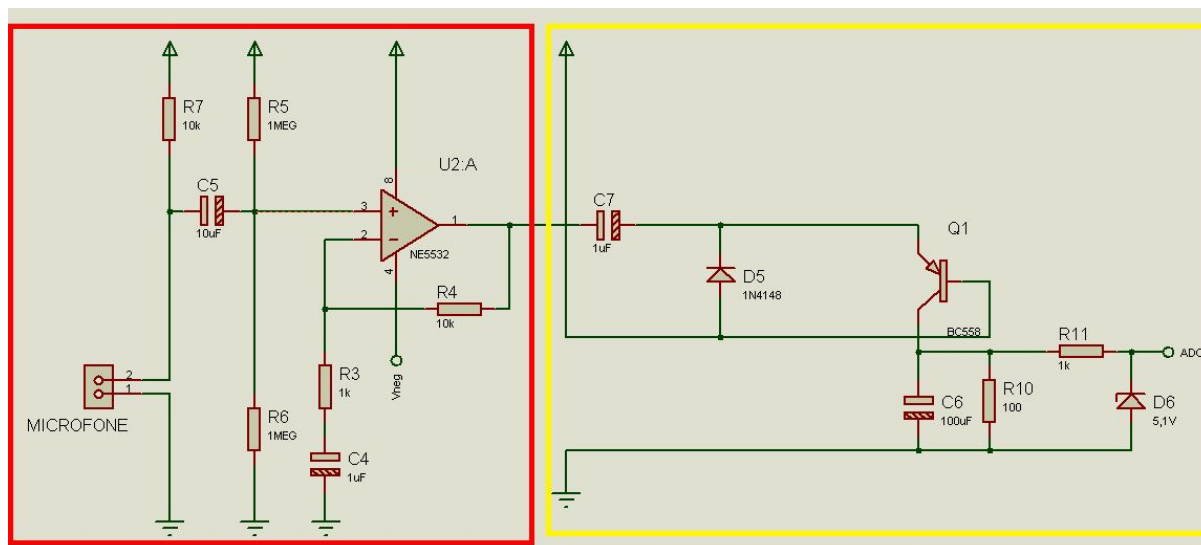 R7
10k
R5
1MEG
C5
10uF
U2:A
8
3
2
1
4
NE5532
R4
10k
Vneg
R3
1k
2
1
MICROFONE
R6
1MEG
C4
1uF
C7
1uF
D5
1N4148
Q1
BC558
R11
1k
ADC
C6
100uF
R10
100
D6
5,1V